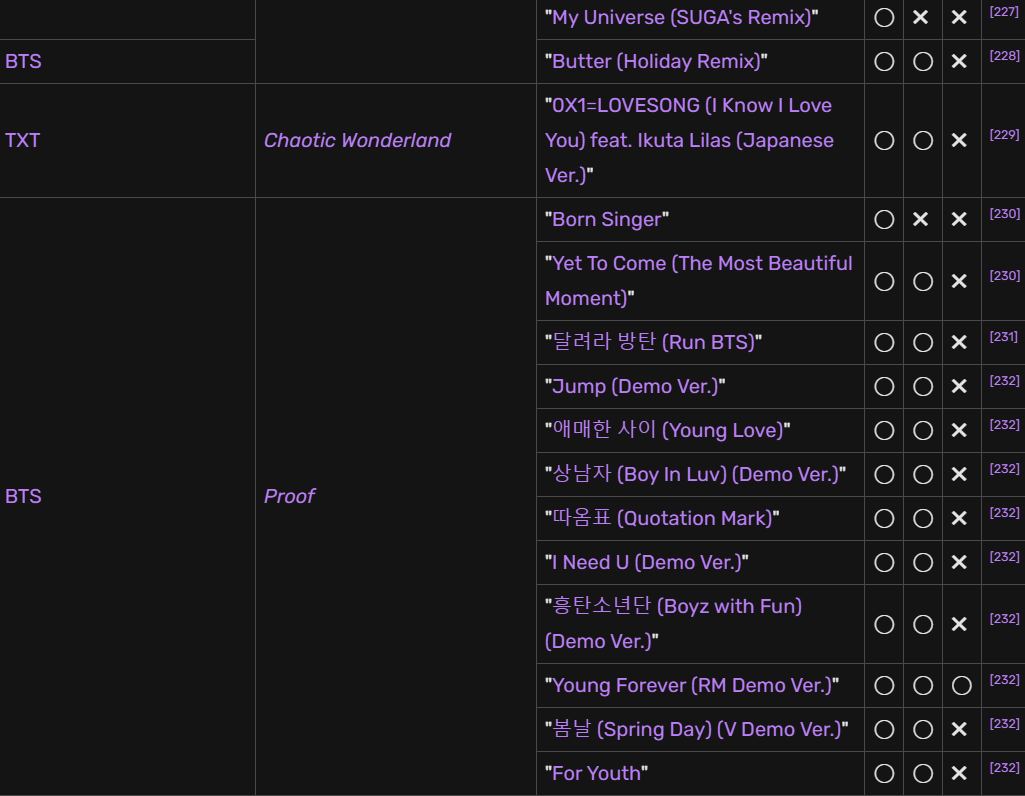 "My Universe (SUGA's Remix)" ◯ ✕ ✕ [227]
BTS "Butter (Holiday Remix)" ◯ ◯ ✕ [228]
TXT Chaotic Wonderland "0X1=LOVESONG (I Know I Love
You) feat. Ikuta Lilas (Japanese
Ver.)" ◯ ◯ ✕ [229]
BTS Proof "Born Singer" ◯ ✕ ✕ [230]
"Yet To Come (The Most Beautiful
Moment)" ◯ ◯ ✕ [230]
"달려라 방탄 (Run BTS)" ◯ ◯ ✕ [231]
"Jump (Demo Ver.)" ◯ ◯ ✕ [232]
"애매한 사이 (Young Love)" ◯ ◯ ✕ [232]
"상남자 (Boy In Luv) (Demo Ver.)" ◯ ◯ ✕ [232]
"따옴표 (Quotation Mark)" ◯ ◯ ✕ [232]
"I Need U (Demo Ver.)" ◯ ◯ ✕ [232]
"흥탄소년단 (Boyz with Fun)
(Demo Ver.)" ◯ ◯ ✕ [232]
"Young Forever (RM Demo Ver.)" ◯ ◯ ◯ [232]
"봄날 (Spring Day) (V Demo Ver.)" ◯ ◯ ✕ [232]
"For Youth" ◯ ◯ ✕ [232]